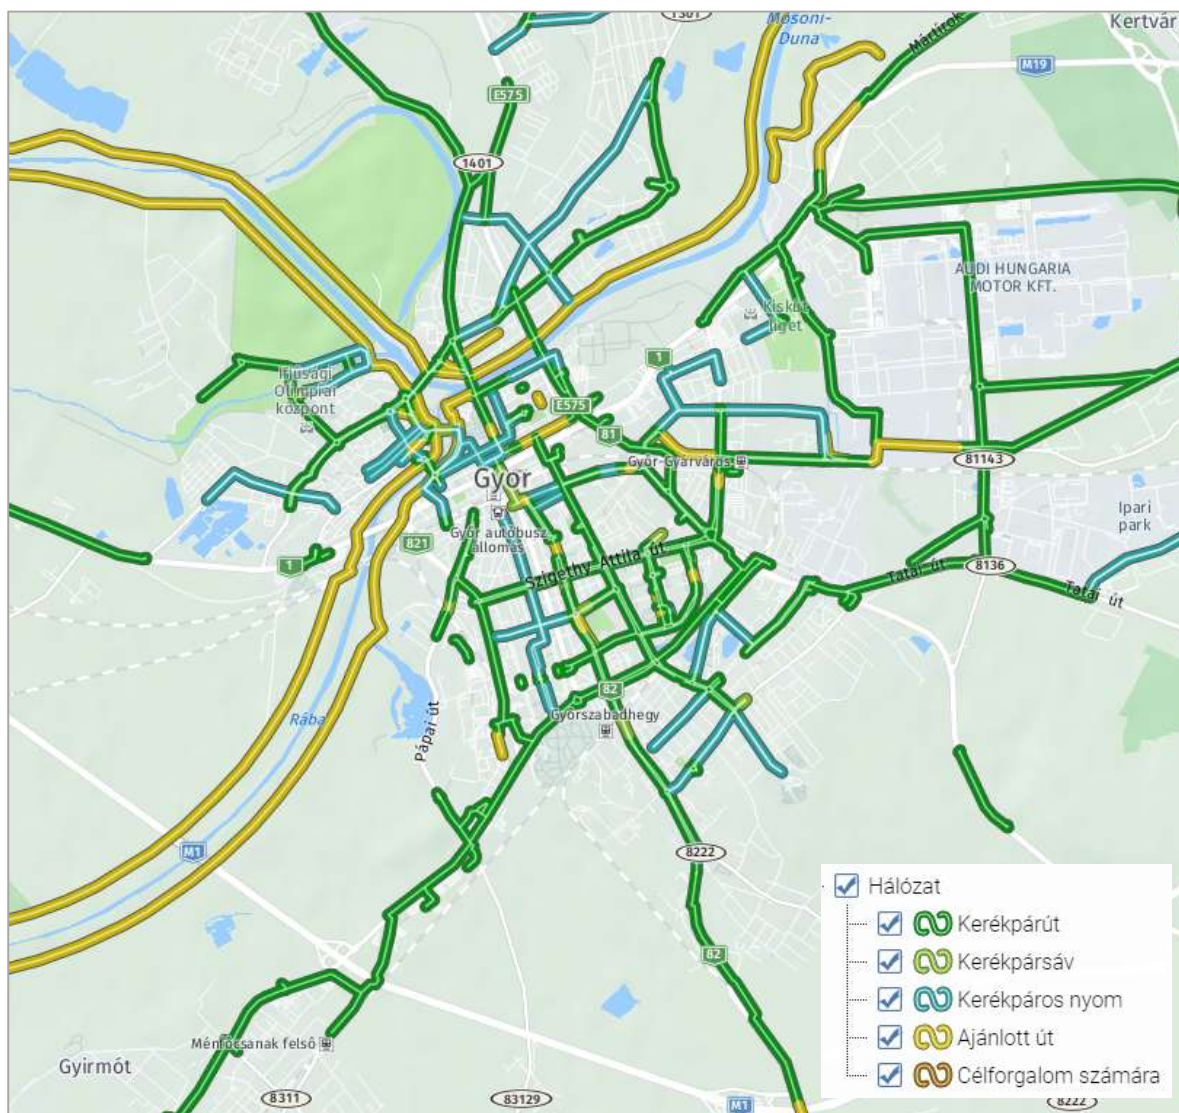 1301
Mosoni-
Duna
Kertvár
Mártírok
M19
E575
1401
AUDI HUNGARIA
MOTOR KFT.
Kiskút
liget
1
Ifjúsági
Olimpiai
központ
E575
81
Győr-Gyárváros
81143
Győr
Ipari
park
Győr autóbusz
állomás
821
1
Szigethy Attila út
Tatai út
8136
Tatai út
Rába
Pápai út
82
Győrszabadhegy
M1
8222
82
Hálózat
Kerékpárút
Kerékpársáv
Kerékpáros nyom
Ajánlott út
Célforgalom számára
Ménfőcsanak felső
Gyirmót
8311
83129
M1
8222